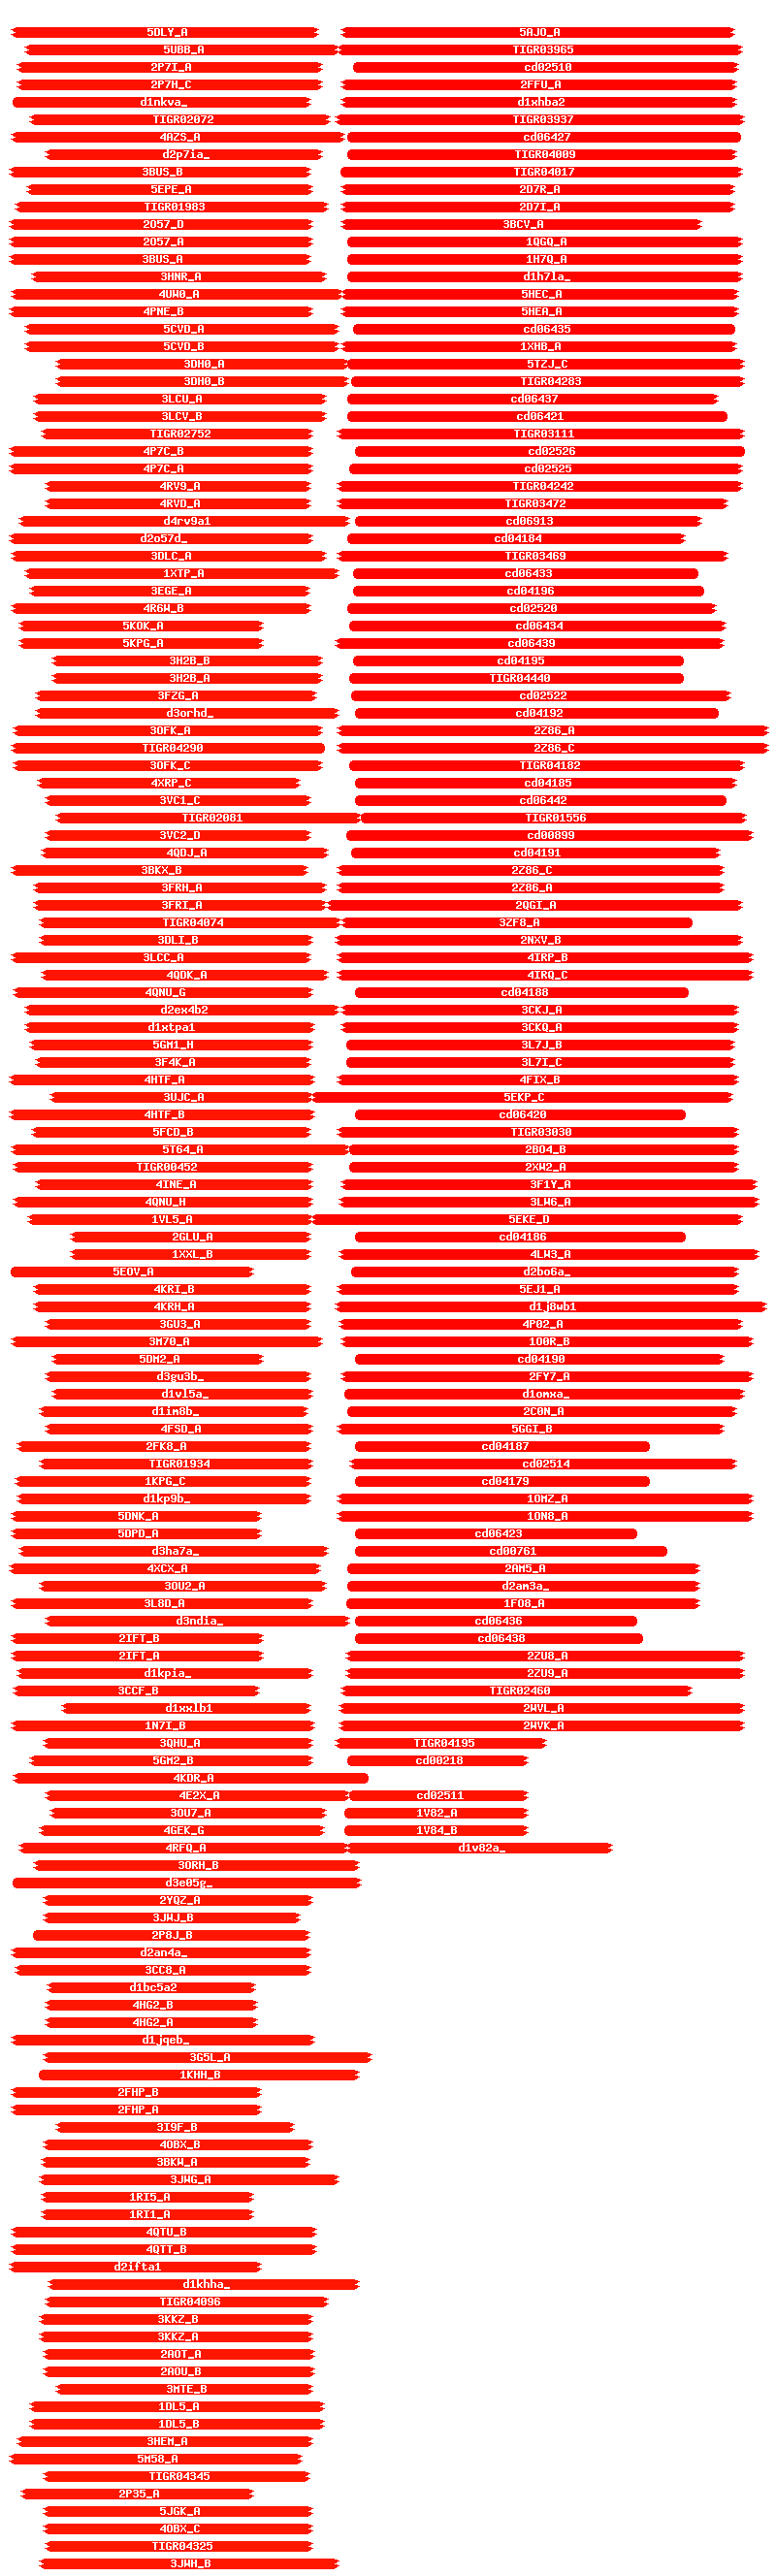 5DLY_A 5AJO_A
5UBB_A TIGR03965
2P7I_A cd02510
2P7H_C 2FFU_A
d1nkva_ d1xhba2
TIGR02072 TIGR03937
4AZS_A cd06427
d2p7ia_ TIGR04009
3BUS_B TIGR04017
5EPE_A 2D7R_A
TIGR01983 2D7I_A
2O57_D 3BCV_A
2O57_A 1QGQ_A
3BUS_A 1H7Q_A
3HNR_A d1h7la_
4UW0_A 5HEC_A
4PNE_B 5HEA_A
5CVD_A cd06435
5CVD_B 1XHB_A
3DH0_A 5TZJ_C
3DH0_B TIGR04283
3LCU_A cd06437
3LCV_B cd06421
TIGR02752 TIGR03111
4P7C_B cd02526
4P7C_A cd02525
4RV9_A TIGR04242
4RVD_A TIGR03472
d4rv9a1 cd06913
d2o57d_ cd04184
3DLC_A TIGR03469
1XTP_A cd06433
3EGE_A cd04196
4R6W_B cd02520
5KOK_A cd06434
5KPG_A cd06439
3H2B_B cd04195
3H2B_A TIGR04440
3FZG_A cd02522
d3orhd_ cd04192
3OFK_A 2Z86_A
TIGR04290 2Z86_C
3OFK_C TIGR04182
4XRP_C cd04185
3VC1_C cd06442
TIGR02081 TIGR01556
3VC2_D cd00899
4QDJ_A cd04191
3BKX_B 2Z86_C
3FRH_A 2Z86_A
3FRI_A 2QGI_A
TIGR04074 3ZF8_A
3DLI_B 2NXV_B
3LCC_A 4IRP_B
4QDK_A 4IRQ_C
4QNU_G cd04188
d2ex4b2 3CKJ_A
d1xtpa1 3CKQ_A
5GM1_H 3L7J_B
3F4K_A 3L7I_C
4HTF_A 4FIX_B
3UJC_A 5EKP_C
4HTF_B cd06420
5FCD_B TIGR03030
5T64_A 2BO4_B
TIGR00452 2XW2_A
4INE_A 3F1Y_A
4QNU_H 3LW6_A
1VL5_A 5EKE_D
2GLU_A cd04186
1XXL_B 4LW3_A
5EOV_A d2bo6a_
4KRI_B 5EJ1_A
4KRH_A d1j8wb1
3GU3_A 4P02_A
3M70_A 1O0R_B
5DM2_A cd04190
d3gu3b_ 2FY7_A
d1vl5a_ d1omxa_
d1im8b_ 2C0N_A
4FSD_A 5GGI_B
2FK8_A cd04187
TIGR01934 cd02514
1KPG_C cd04179
d1kp9b_ 1OMZ_A
5DNK_A 1ON8_A
5DPD_A cd06423
d3ha7a_ cd00761
4XCX_A 2AM5_A
3OU2_A d2am3a_
3L8D_A 1FO8_A
d3ndia_ cd06436
2IFT_B cd06438
2IFT_A 2ZU8_A
d1kpia_ 2ZU9_A
3CCF_B TIGR02460
d1xxlb1 2WVL_A
1N7I_B 2WVK_A
3QHU_A TIGR04195
5GM2_B cd00218
4KDR_A
4E2X_A cd02511
3OU7_A 1V82_A
4GEK_G 1V84_B
4RFQ_A d1v82a_
3ORH_B
d3e05g_
2YQZ_A
3JWJ_B
2P8J_B
d2an4a_
3CC8_A
d1bc5a2
4HG2_B
4HG2_A
d1jqeb_
3G5L_A
1KHH_B
2FHP_B
2FHP_A
3I9F_B
4OBX_B
3BKW_A
3JWG_A
1RI5_A
1RI1_A
4QTU_B
4QTT_B
d2ifta1
d1khha_
TIGR04096
3KKZ_B
3KKZ_A
2AOT_A
2AOU_B
3MTE_B
1DL5_A
1DL5_B
3HEM_A
5M58_A
TIGR04345
2P35_A
5JGK_A
4OBX_C
TIGR04325
3JWH_B